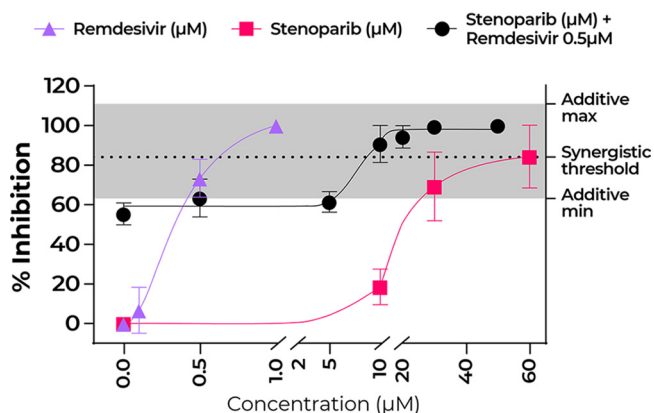 Remdesivir (μM)
Stenoparib (μM)
Stenoparib (μM) +
Remdesivir 0.5μM
% Inhibition
120
100
80
60
40
20
0
Additive
max
Synergistic
threshold
Additive
min
0.0
0.5
1.0
2
5
10
20
40
60
Concentration (μM)